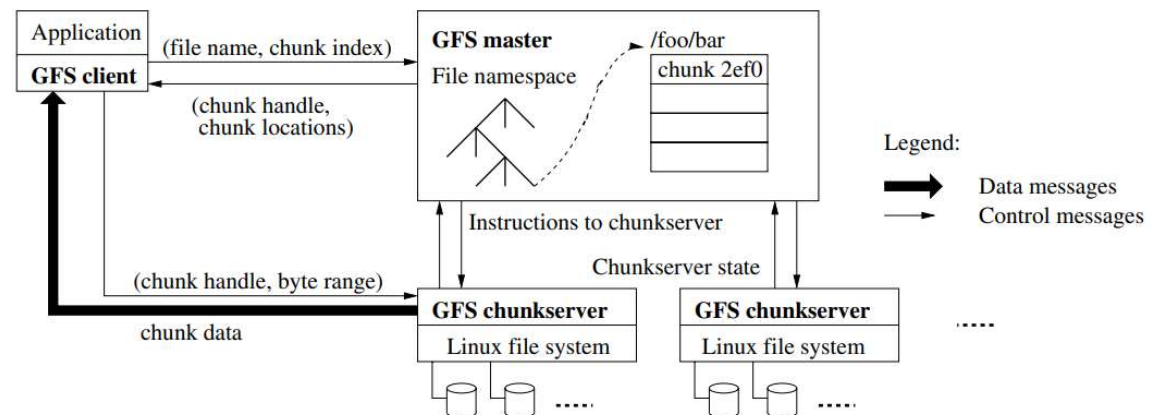 Application
GFS client
(file name, chunk index)
(chunk handle,
chunk locations)
GFS master
File namespace
/foo/bar
chunk 2ef0
Legend:
Data messages
Control messages
Instructions to chunkserver
Chunkserver state
(chunk handle, byte range)
chunk data
GFS chunkserver
Linux file system
GFS chunkserver
Linux file system